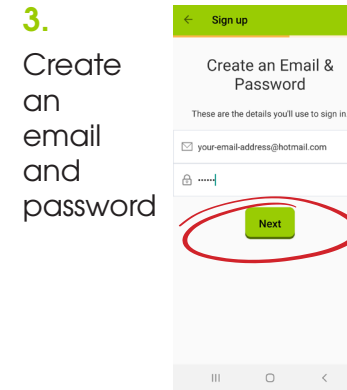 3.
Create
an
email
and
password
Sign up
Create an Email &
Password
These are the details you'll use to sign in
your-email-address@hotmail.com
Next